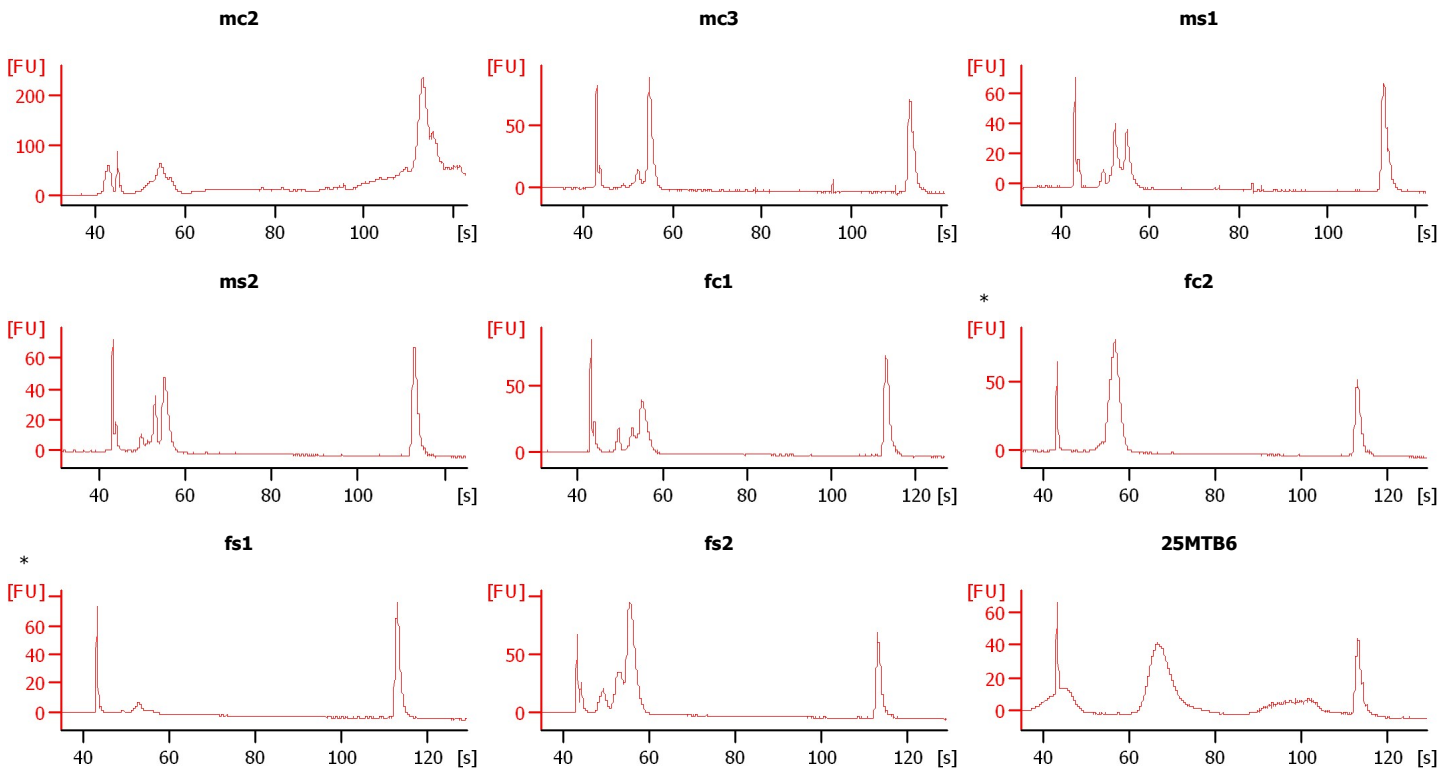 mc2 mc3 ms1
[FU] [FU] [FU]
200 100 0
50 0
60 40 20 0
40 60 80 100 [s]
40 60 80 100 [s]
40 60 80 100 [s]
ms2 fc1 fc2
*
[FU] [FU] [FU]
60 40 20 0
50 0
50 0
40 60 80 100 [s]
40 60 80 100 120 [s]
40 60 80 100 120 [s]
fs1 fs2 25MTB6
*
[FU] [FU] [FU]
60 40 20 0
50 0
60 40 20 0
40 60 80 100 120 [s]
40 60 80 100 120 [s]
40 60 80 100 120 [s]